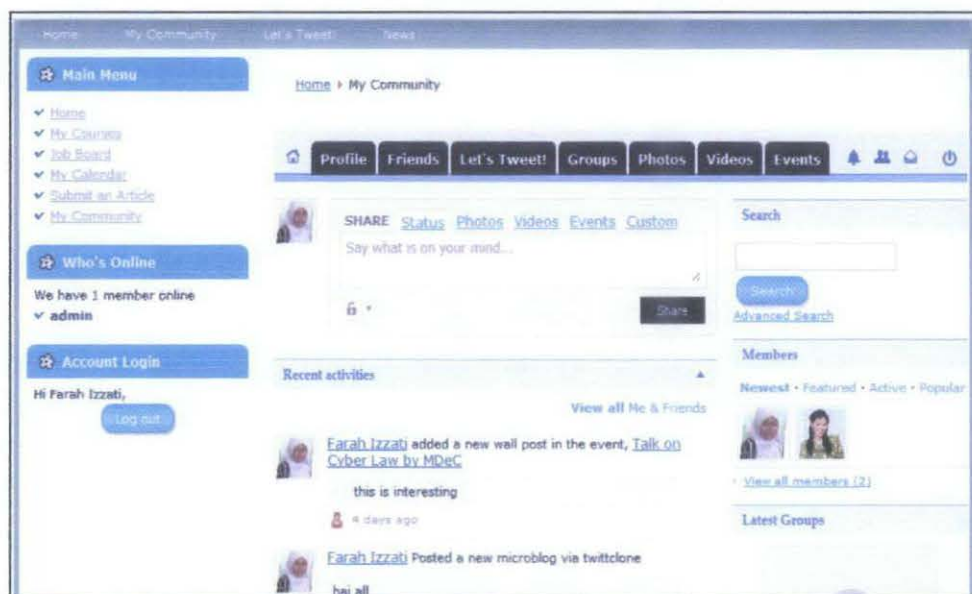 Home My Community Let's Tweet! News
Main Menu
Home
My Courses
Job Board
My Calendar
Submit an Article
My Community
Who's Online
We have 1 member online
admin
Account Login
Hi Farah Izzati,
Log out
Home My Community
Profile Friends Let's Tweet! Groups Photos Videos Events
SHARE Status Photos Videos Events Custom
Say what is on your mind...
Share
Recent activities
View all Me & Friends
Farah Izzati added a new wall post in the event, Talk on
Cyber Law by MDeC
this is interesting
4 days ago
Farah Izzati Posted a new microblog via twittclone
hai all
Search
Search
Advanced Search
Members
Newest • Featured • Active • Popular
View all members (2)
Latest Groups